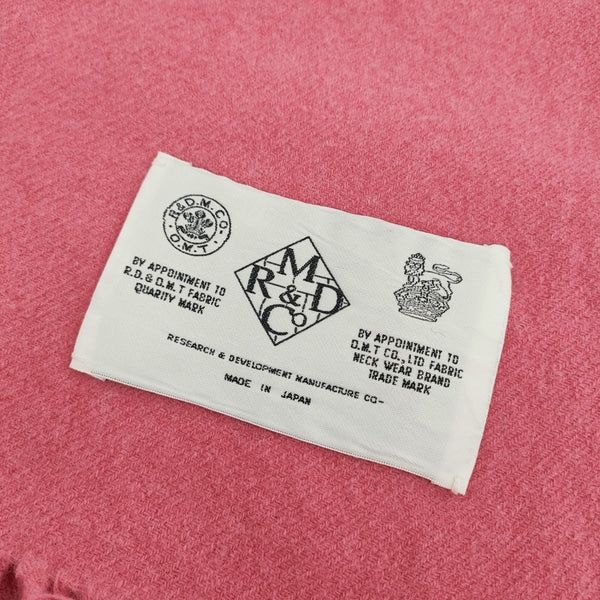 R&D.M.CO-
O.M.T
BY APPOINTMENT TO
R.D. & O.M.T FABRIC
QUARITY MARK
M
R & D
Co
BY APPOINTMENT TO
O.M.T CO., LTD FABRIC
NECK WEAR BRAND
TRADE MARK
RESEARCH & DEVELOPMENT MANUFACTURE CO-
MADE IN JAPAN